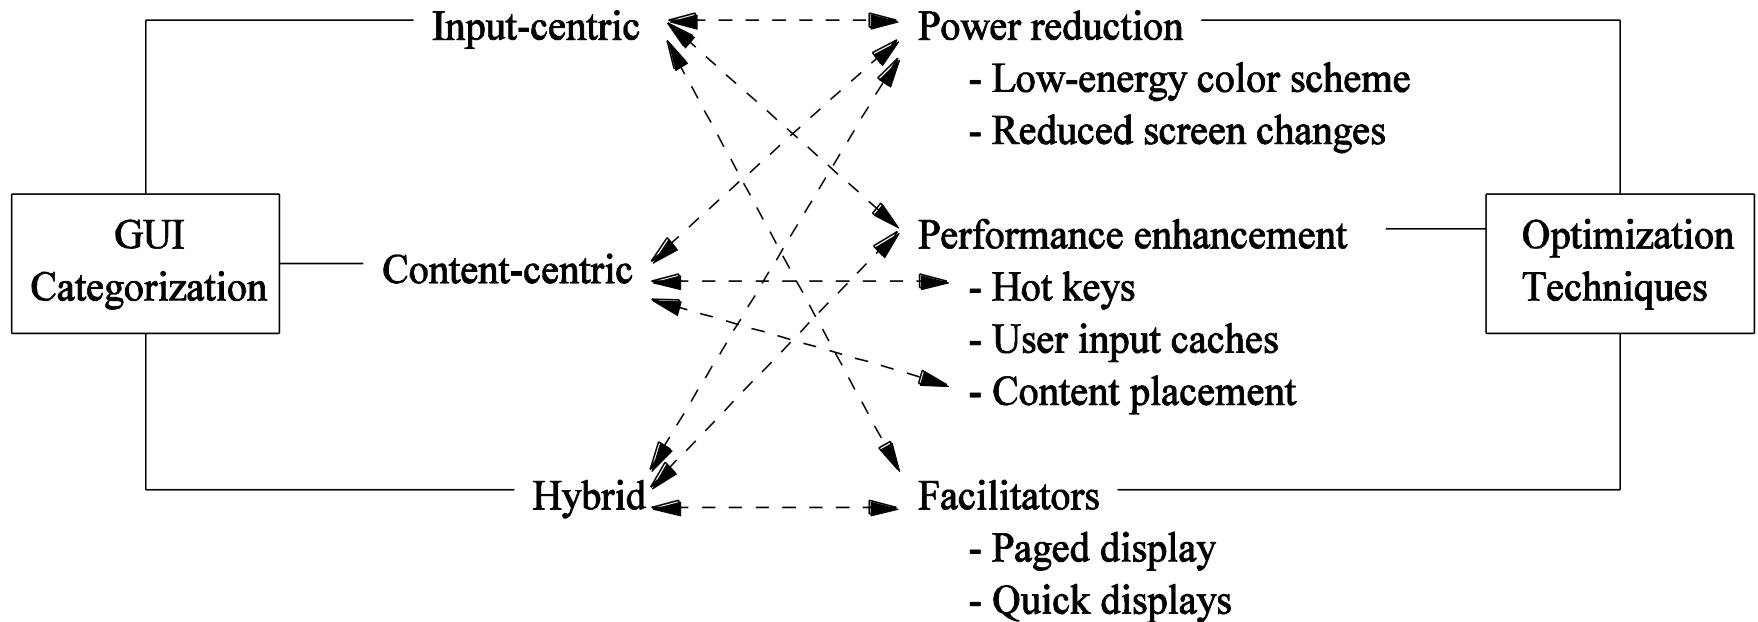 GUI
Categorization
Input-centric
Content-centric
Hybrid
Power reduction
- Low-energy color scheme
- Reduced screen changes
Performance enhancement
- Hot keys
- User input caches
- Content placement
Facilitators
- Paged display
- Quick displays
Optimization
Techniques